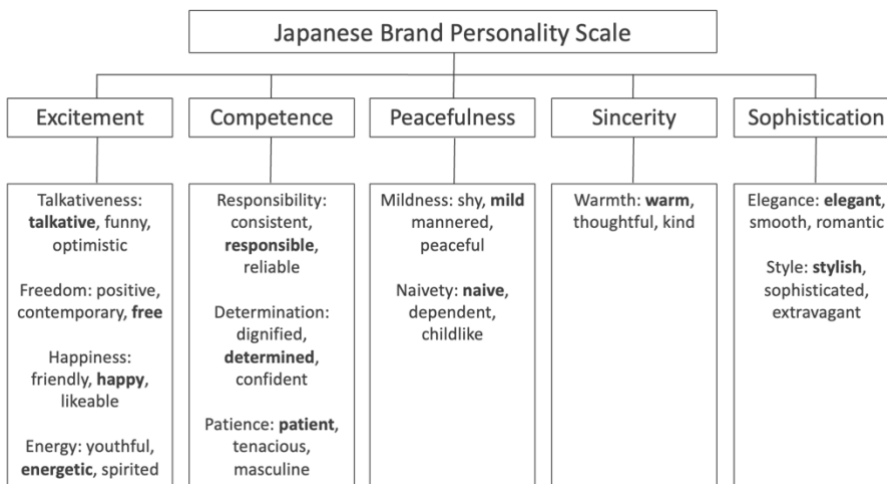 Japanese Brand Personality Scale
Excitement
Competence
Peacefulness
Sincerity
Sophistication
Talkativeness:
talkative, funny,
optimistic
Freedom: positive,
contemporary, free
Happiness:
friendly, happy,
likeable
Energy: youthful,
energetic, spirited
Responsibility:
consistent,
responsible,
reliable
Determination:
dignified,
determined,
confident
Patience: patient,
tenacious,
masculine
Mildness: shy, mild
mannered,
peaceful
Naivety: naive,
dependent,
childlike
Warmth: warm,
thoughtful, kind
Elegance: elegant,
smooth, romantic
Style: stylish,
sophisticated,
extravagant